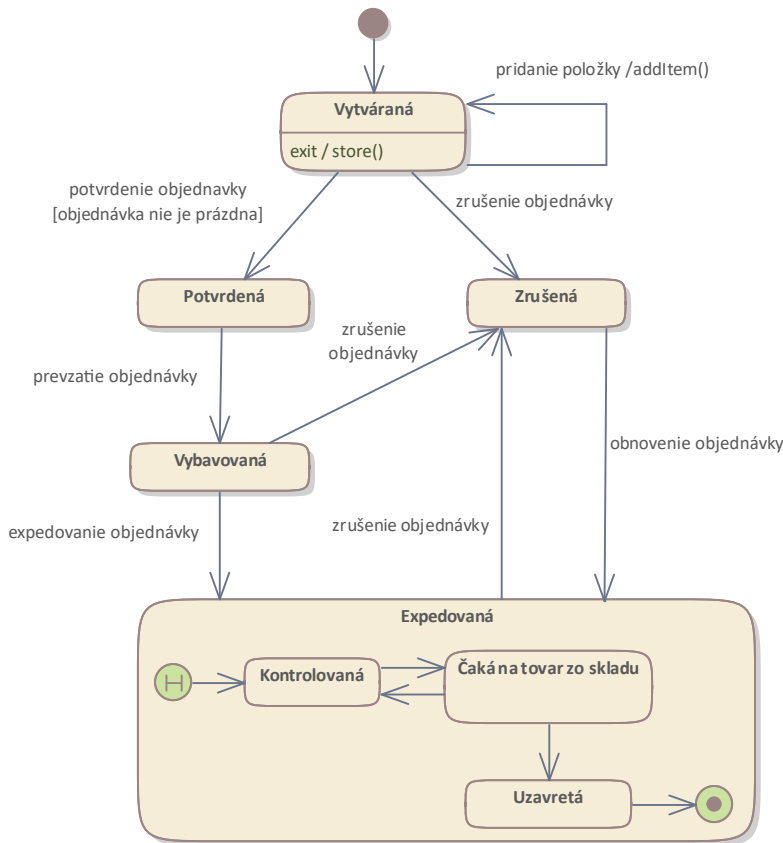 pridanie položky /addItem()
Vytváraná
exit / store()
potvrdenie objednavky
[objednávka nie je prázdna]
zrušenie objednávky
Potvrdená
Zrušená
zrušenie
objednávky
prevzatie objednávky
obnovenie objednávky
Vybavovaná
expedovanie objednávky
zrušenie objednávky
Expedovaná
H
Kontrolovaná
Čaká na tovar zo skladu
Uzavretá